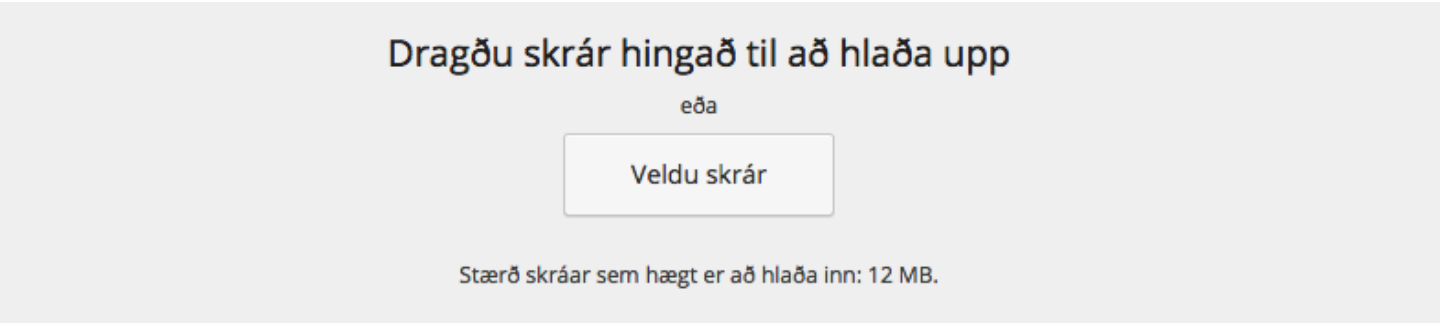 Dragðu skrár hingað til að hlaða upp
eða
Veldu skrár
Stærð skráar sem hægt er að hlaða inn: 12 MB.